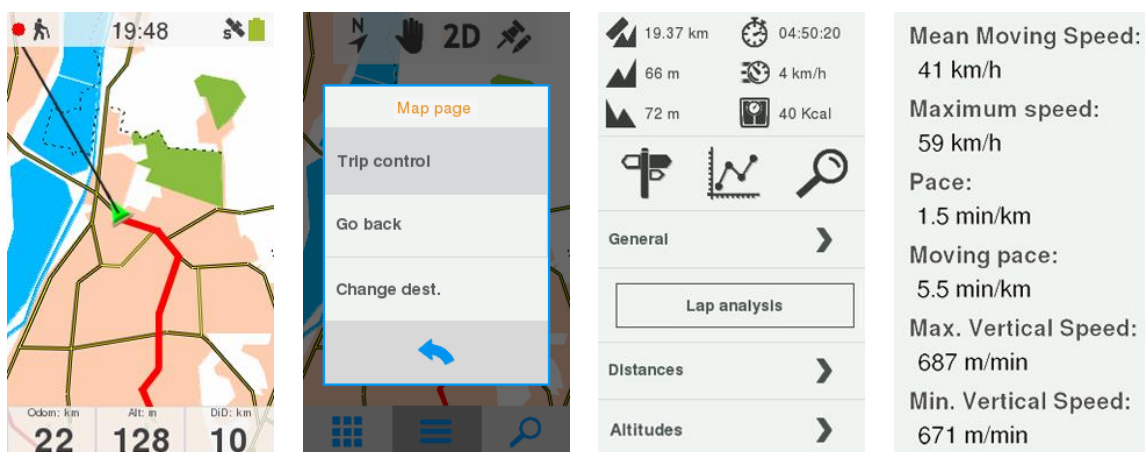 19:48
S
Odom: km
Alt: m
DiD: km
22
128
10
N
2D
Map page
Trip control
Go back
Change dest.
19.37 km
04:50:20
66 m
4 km/h
72 m
40 Kcal
General
Lap analysis
Distances
Altitudes
Mean Moving Speed:
41 km/h
Maximum speed:
59 km/h
Pace:
1.5 min/km
Moving pace:
5.5 min/km
Max. Vertical Speed:
687 m/min
Min. Vertical Speed:
671 m/min